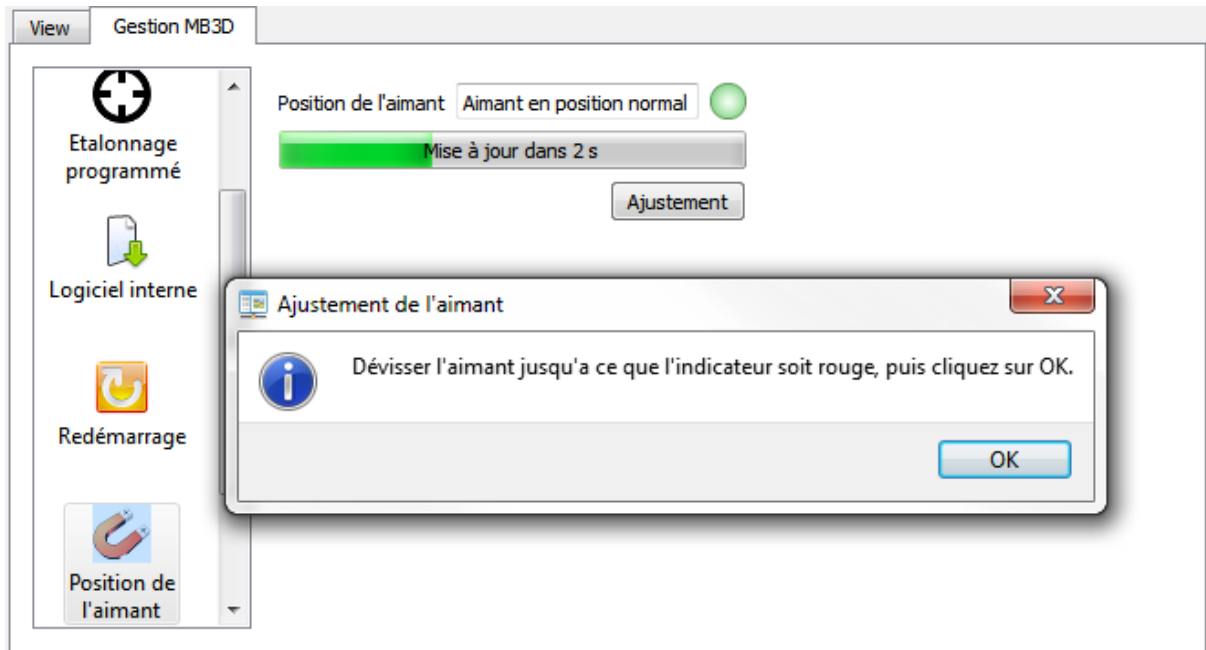 View
Gestion MB3D
Etalonnage
programmé
Logiciel interne
Redémarrage
Position de
l'aimant
Position de l'aimant
Aimant en position normal
Mise à jour dans 2 s
Ajustement
Ajustement de l'aimant
Dévisser l'aimant jusqu'a ce que l'indicateur soit rouge, puis cliquez sur OK.
OK